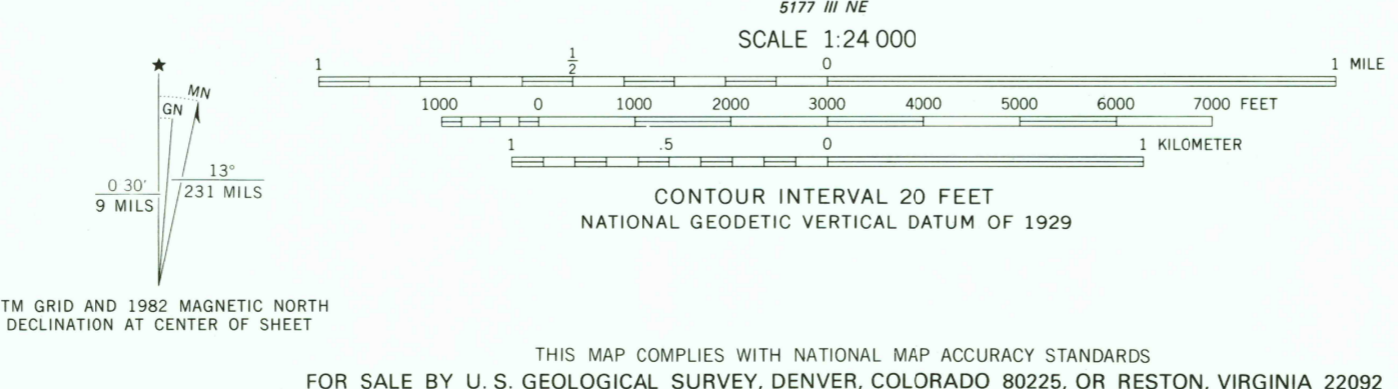 5177 III NE
SCALE 1:24 000
1 1/2 0 1 MILE
1000 0 1000 2000 3000 4000 5000 6000 7000 FEET
1 .5 0 1 KILOMETER
CONTOUR INTERVAL 20 FEET
NATIONAL GEODETIC VERTICAL DATUM OF 1929
★
MN
GN
0 30′
9 MILS
13°
231 MILS
TM GRID AND 1982 MAGNETIC NORTH
DECLINATION AT CENTER OF SHEET
THIS MAP COMPLIES WITH NATIONAL MAP ACCURACY STANDARDS
FOR SALE BY U. S. GEOLOGICAL SURVEY, DENVER, COLORADO 80225, OR RESTON, VIRGINIA 22092